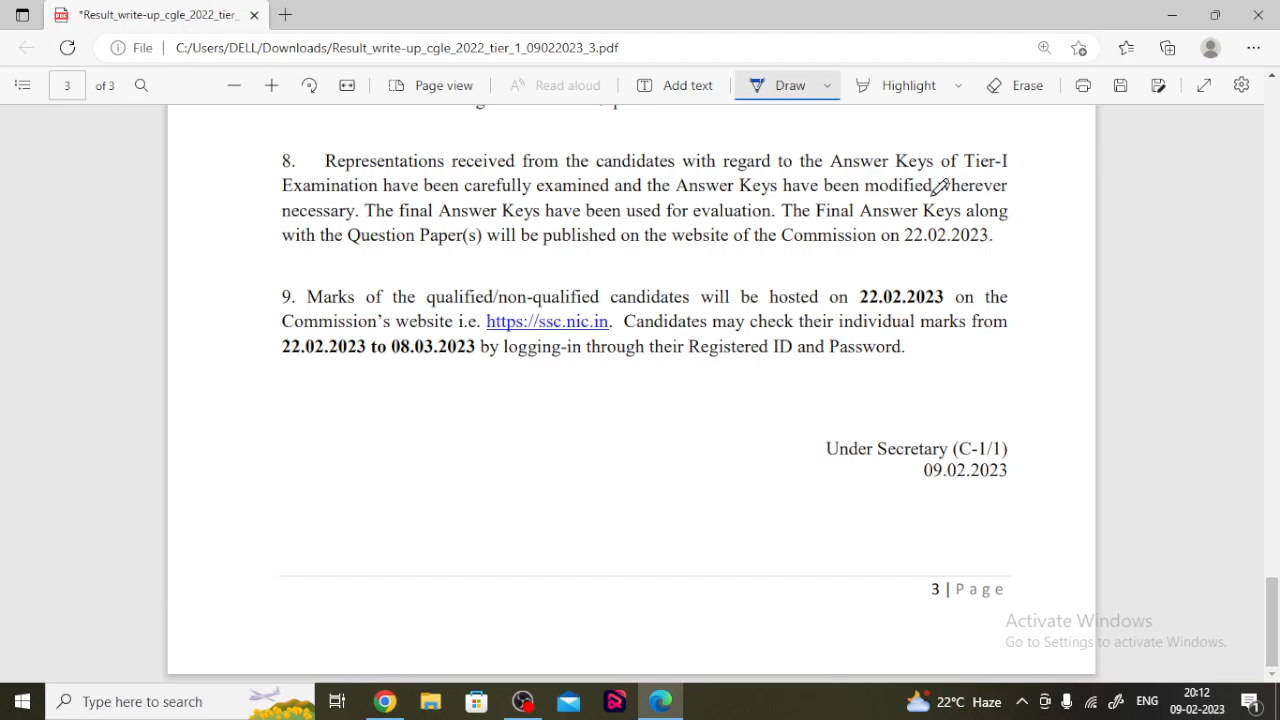 *Result_write-up_cgle_2022_tier_
File
C:/Users/DELL/Downloads/Result_write-up_cgle_2022_tier_1_09022023_3.pdf
3 of 3
Page view
Read aloud
Add text
Draw
Highlight
Erase
8. Representations received from the candidates with regard to the Answer Keys of Tier-I
Examination have been carefully examined and the Answer Keys have been modified wherever
necessary. The final Answer Keys have been used for evaluation. The Final Answer Keys along
with the Question Paper(s) will be published on the website of the Commission on 22.02.2023.
9. Marks of the qualified/non-qualified candidates will be hosted on 22.02.2023 on the
Commission's website i.e. https://ssc.nic.in. Candidates may check their individual marks from
22.02.2023 to 08.03.2023 by logging-in through their Registered ID and Password.
Under Secretary (C-1/1)
09.02.2023
3 | Page
Activate Windows
Go to Settings to activate Windows.
Type here to search
22°C Haze
ENG
20:12
09-02-2023
1